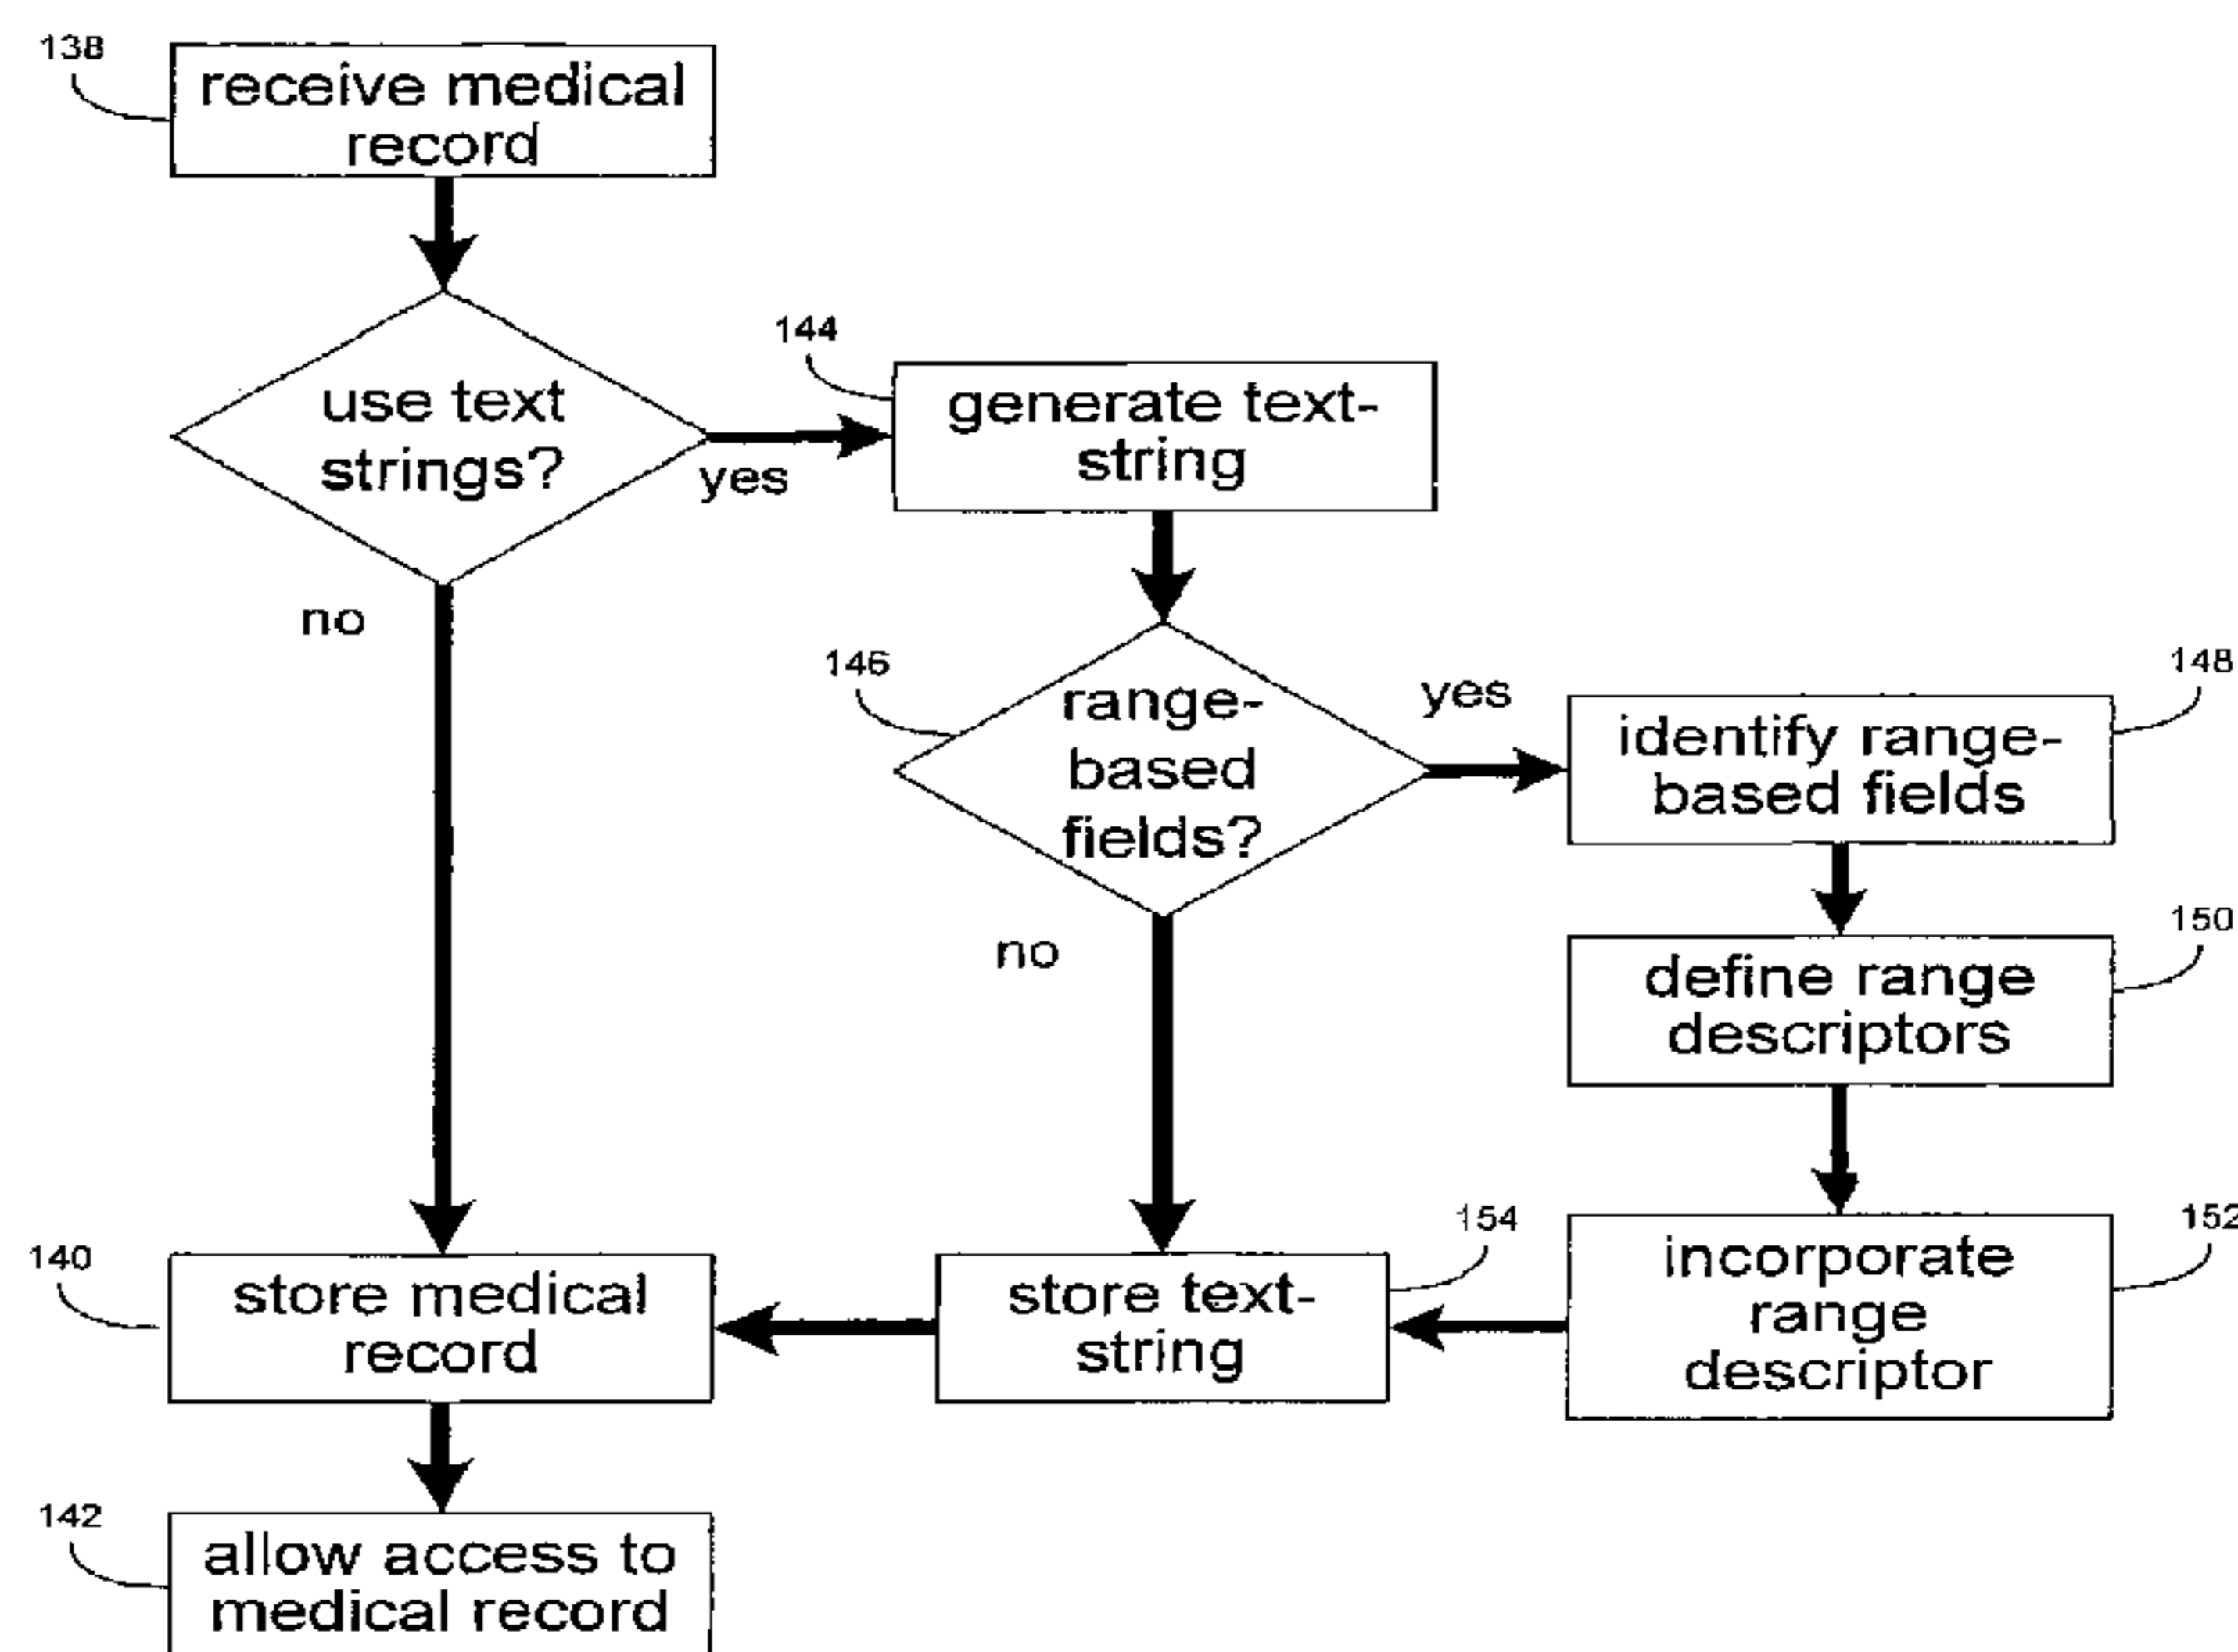 138
receive medical
record
use text
strings?
yes
no
144
generate text-
string
146
range-
based
fields?
yes
no
148
identify range-
based fields
150
define range
descriptors
152
incorporate
range
descriptor
154
store text-
string
140
store medical
record
142
allow access to
medical record